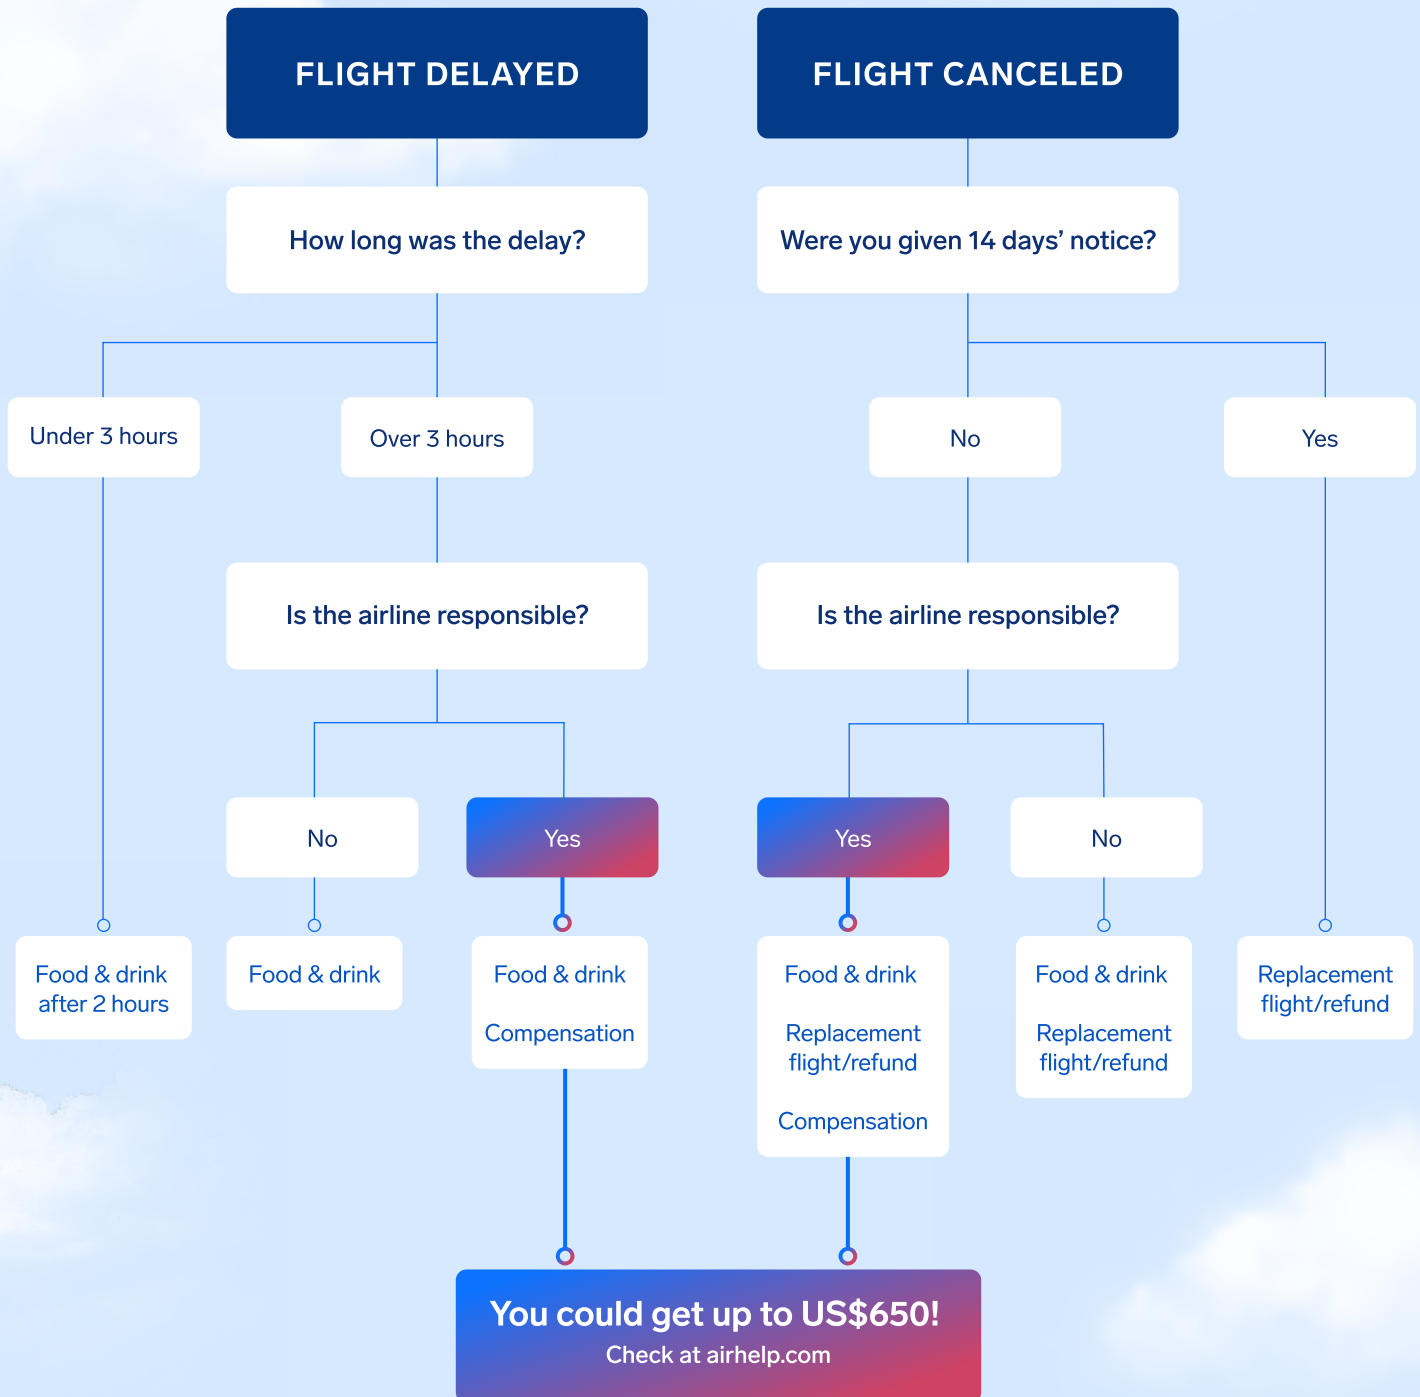 FLIGHT DELAYED
FLIGHT CANCELED
How long was the delay?
Were you given 14 days’ notice?
Under 3 hours
Over 3 hours
No
Yes
Is the airline responsible?
Is the airline responsible?
No
Yes
Yes
No
Food & drink
after 2 hours
Food & drink
Food & drink
Compensation
Food & drink
Replacement
flight/refund
Compensation
Food & drink
Replacement
flight/refund
Replacement
flight/refund
You could get up to US$650!
Check at airhelp.com